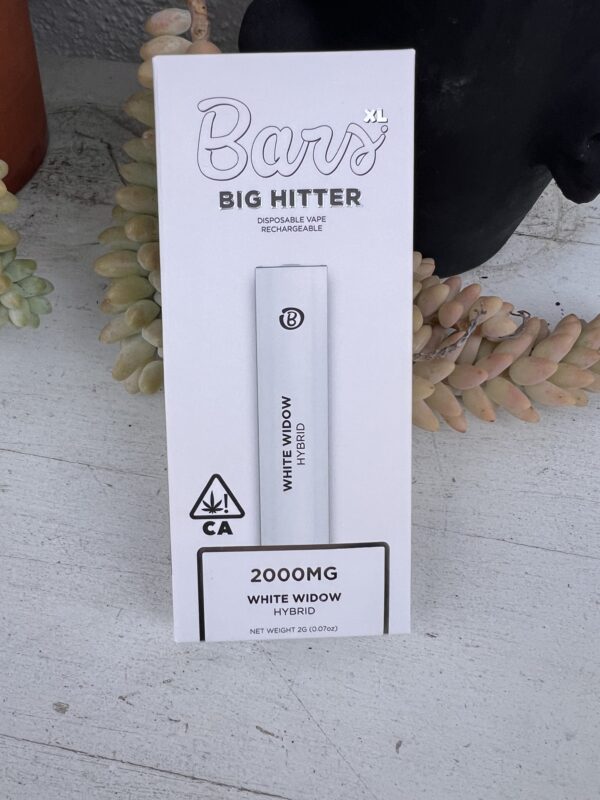 Bars XL
BIG HITTER
DISPOSABLE VAPE
RECHARGEABLE
B
WHITE WIDOW
HYBRID
CA
2000MG
WHITE WIDOW
HYBRID
NET WEIGHT 2G (0.07oz)